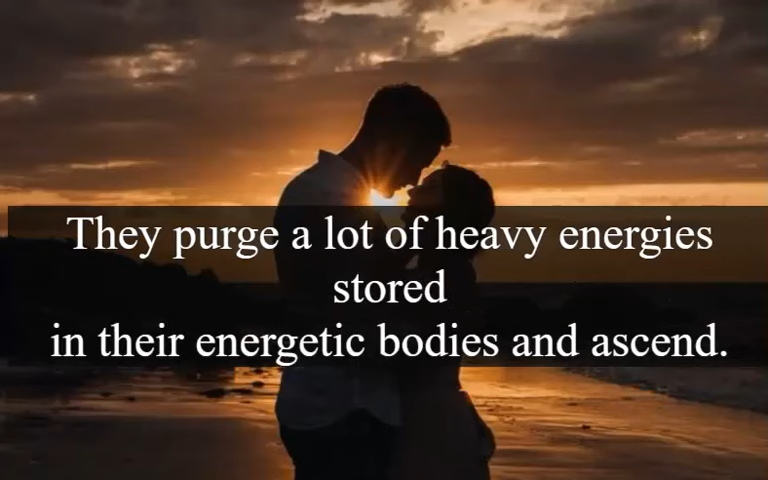 They purge a lot of heavy energies
stored
in their energetic bodies and ascend.